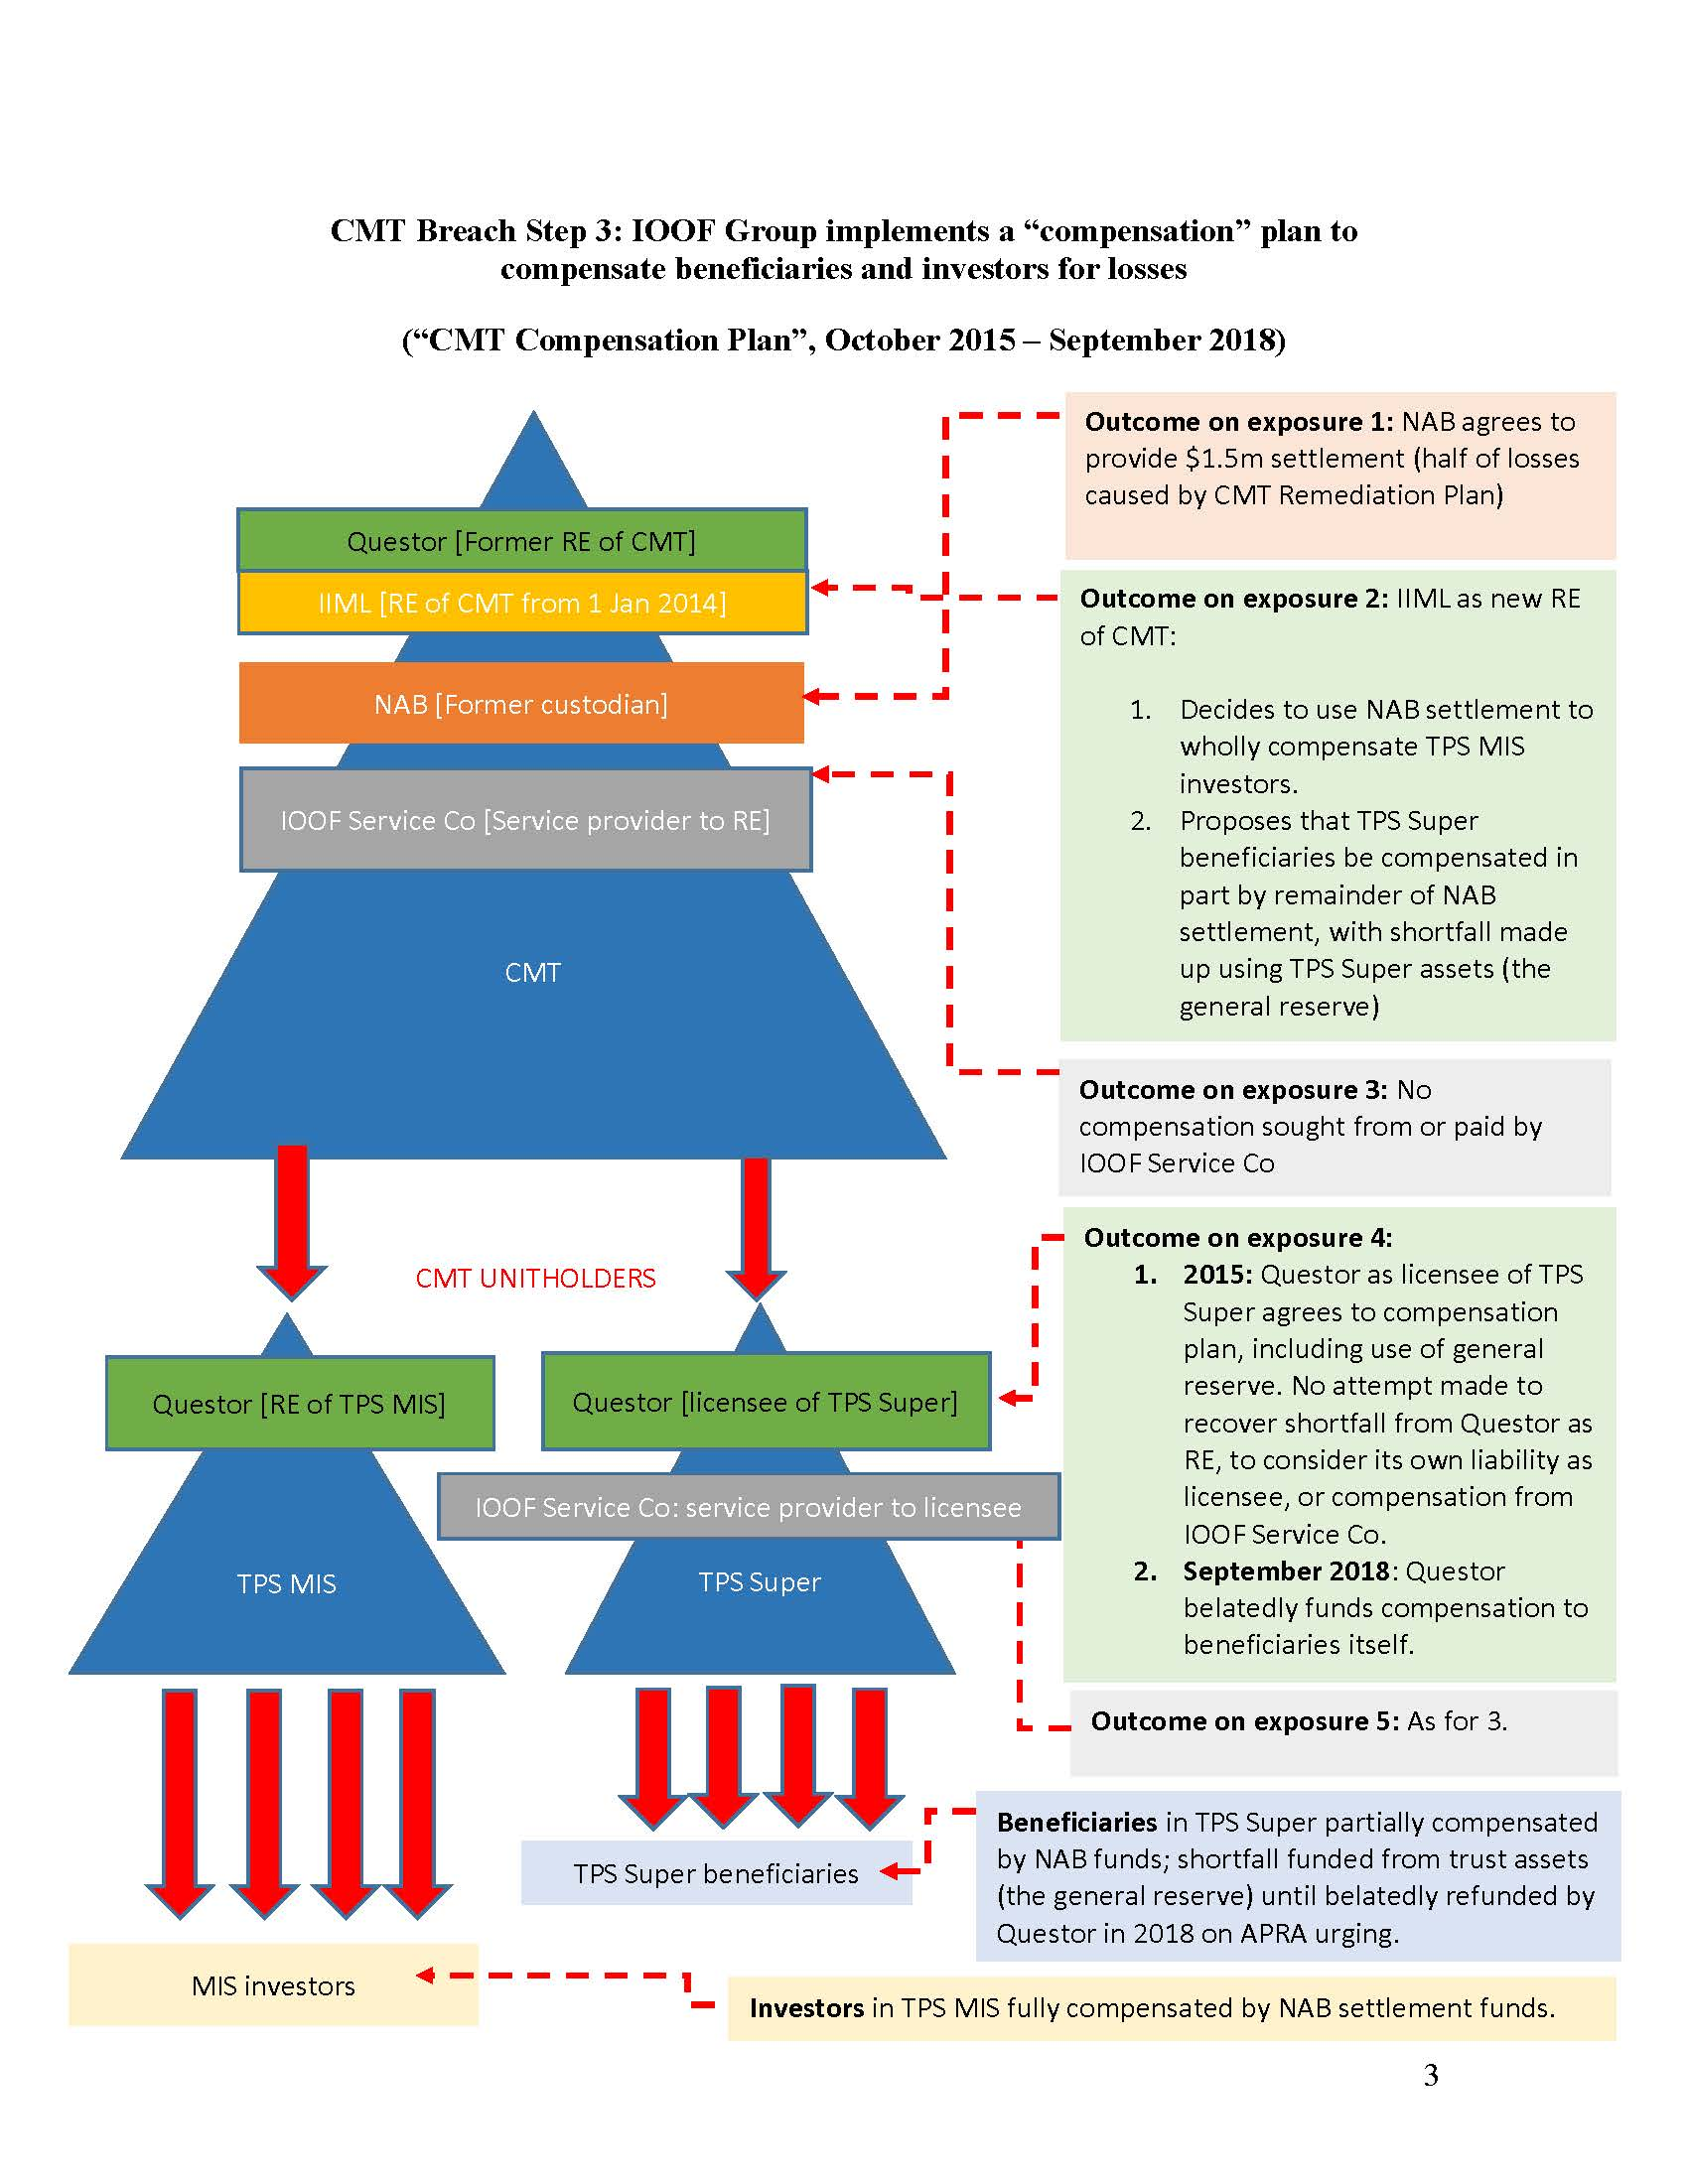 CMT Breach Step 3: IOOF Group implements a “compensation” plan to
compensate beneficiaries and investors for losses
(“CMT Compensation Plan”, October 2015 – September 2018)
Outcome on exposure 1: NAB agrees to
provide $1.5m settlement (half of losses
caused by CMT Remediation Plan)
Questor [Former RE of CMT]
IIML [RE of CMT from 1 Jan 2014]
NAB [Former custodian]
IOOF Service Co [Service provider to RE]
CMT
Outcome on exposure 2: IIML as new RE
of CMT:
1. Decides to use NAB settlement to
wholly compensate TPS MIS
investors.
2. Proposes that TPS Super
beneficiaries be compensated in
part by remainder of NAB
settlement, with shortfall made
up using TPS Super assets (the
general reserve)
Outcome on exposure 3: No
compensation sought from or paid by
IOOF Service Co
CMT UNITHOLDERS
Questor [RE of TPS MIS]
Questor [licensee of TPS Super]
IOOF Service Co: service provider to licensee
TPS MIS
TPS Super
Outcome on exposure 4:
1. 2015: Questor as licensee of TPS
Super agrees to compensation
plan, including use of general
reserve. No attempt made to
recover shortfall from Questor as
RE, to consider its own liability as
licensee, or compensation from
IOOF Service Co.
2. September 2018: Questor
belatedly funds compensation to
beneficiaries itself.
Outcome on exposure 5: As for 3.
TPS Super beneficiaries
Beneficiaries in TPS Super partially compensated
by NAB funds; shortfall funded from trust assets
(the general reserve) until belatedly refunded by
Questor in 2018 on APRA urging.
MIS investors
Investors in TPS MIS fully compensated by NAB settlement funds.
3